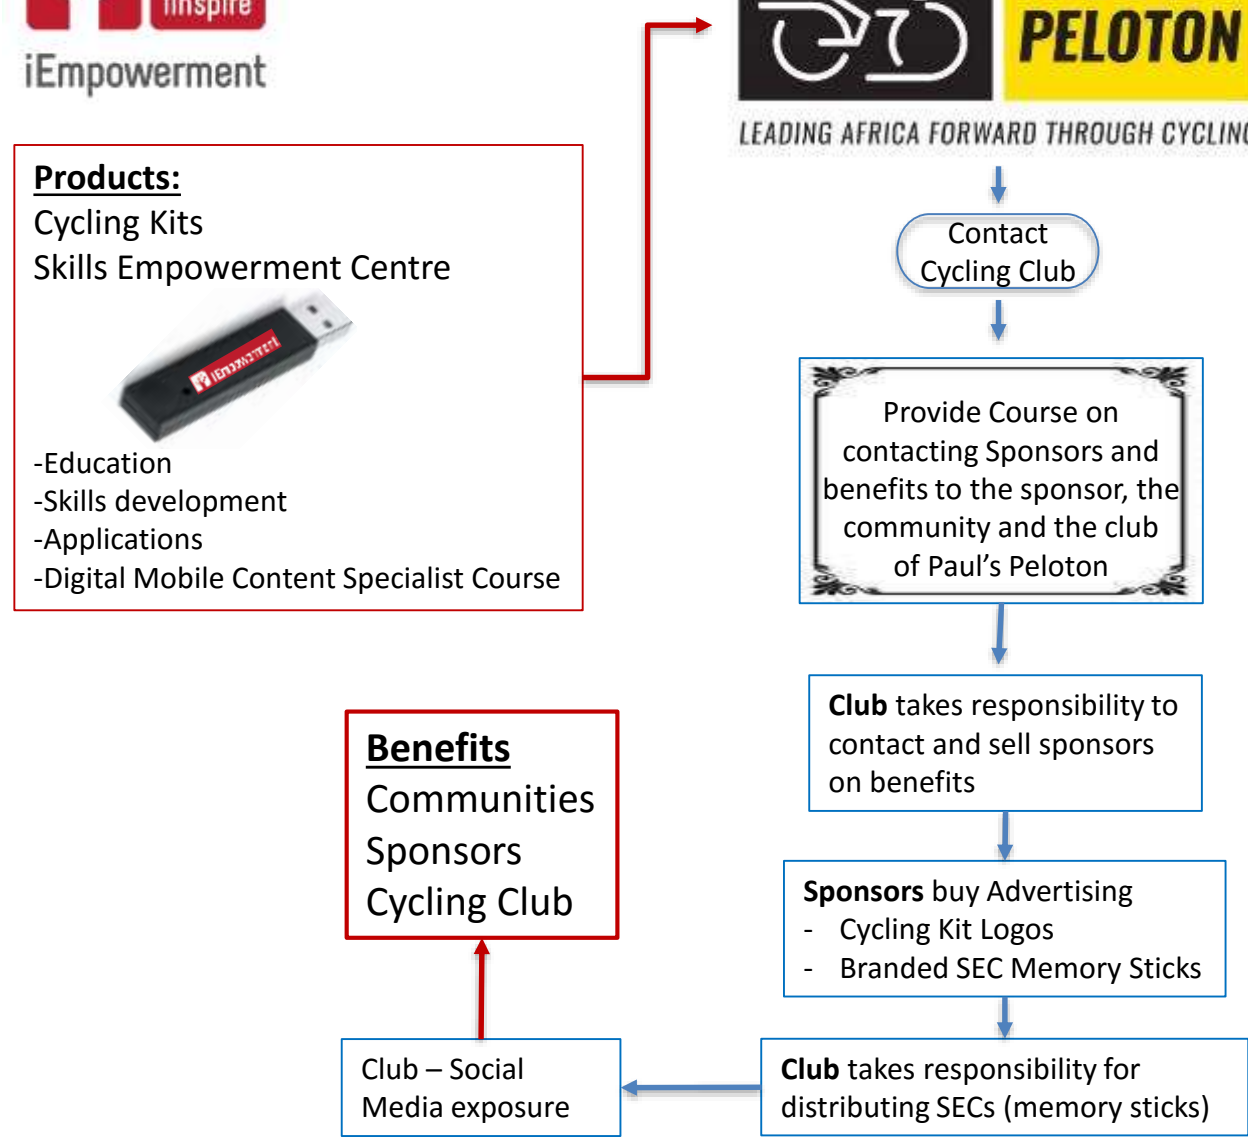 iinspire
iEmpowerment
PELOTON
LEADING AFRICA FORWARD THROUGH CYCLING
Products:
Cycling Kits
Skills Empowerment Centre
iEmpowerment
-Education
-Skills development
-Applications
-Digital Mobile Content Specialist Course
Contact
Cycling Club
Provide Course on
contacting Sponsors and
benefits to the sponsor, the
community and the club
of Paul's Peloton
Club takes responsibility to
contact and sell sponsors
on benefits
Sponsors buy Advertising
- Cycling Kit Logos
- Branded SEC Memory Sticks
Club takes responsibility for
distributing SECs (memory sticks)
Club – Social
Media exposure
Benefits
Communities
Sponsors
Cycling Club